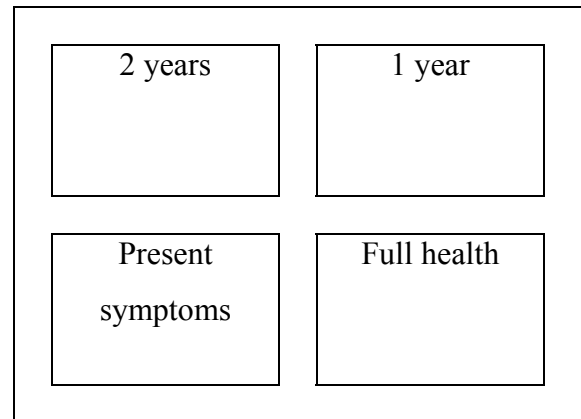 2 years
1 year
Present
symptoms
Full health